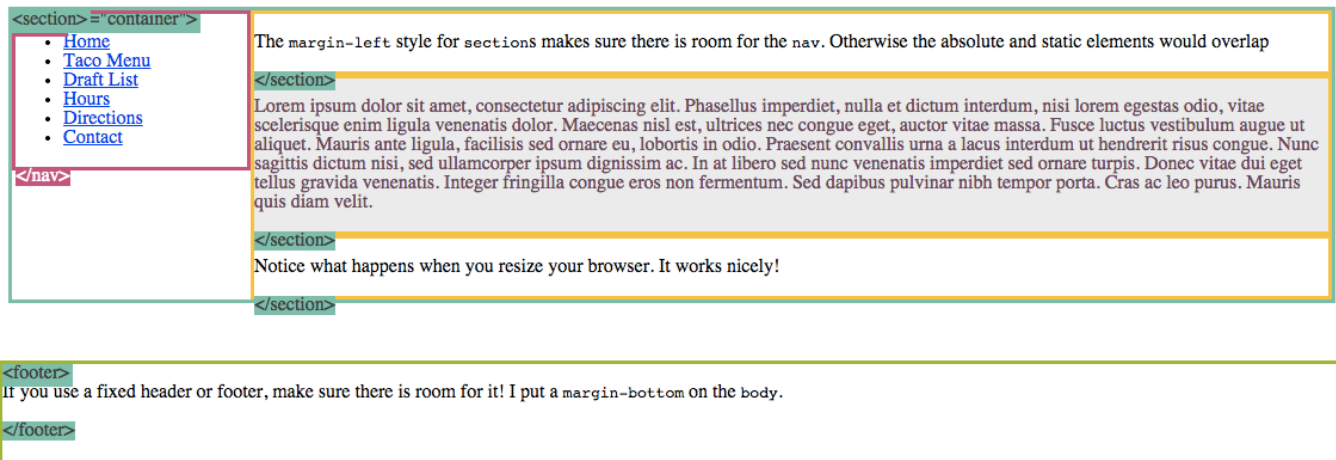 <section>="container">
Home
Taco Menu
Draft List
Hours
Directions
Contact
</nav>
The margin-left style for sections makes sure there is room for the nav. Otherwise the absolute and static elements would overlap
</section>
Lorem ipsum dolor sit amet, consectetur adipiscing elit. Phasellus imperdiet, nulla et dictum interdum, nisi lorem egestas odio, vitae
scelerisque enim ligula venenatis dolor. Maecenas nisl est, ultrices nec congue eget, auctor vitae massa. Fusce luctus vestibulum augue ut
aliquet. Mauris ante ligula, facilisis sed ornare eu, lobortis in odio. Praesent convallis urna a lacus interdum ut hendrerit risus congue. Nunc
sagittis dictum nisi, sed ullamcorper ipsum dignissim ac. In at libero sed nunc venenatis imperdiet sed ornare turpis. Donec vitae dui eget
tellus gravida venenatis. Integer fringilla congue eros non fermentum. Sed dapibus pulvinar nibh tempor porta. Cras ac leo purus. Mauris
quis diam velit.
</section>
Notice what happens when you resize your browser. It works nicely!
</section>
<footer>
If you use a fixed header or footer, make sure there is room for it! I put a margin-bottom on the body.
</footer>